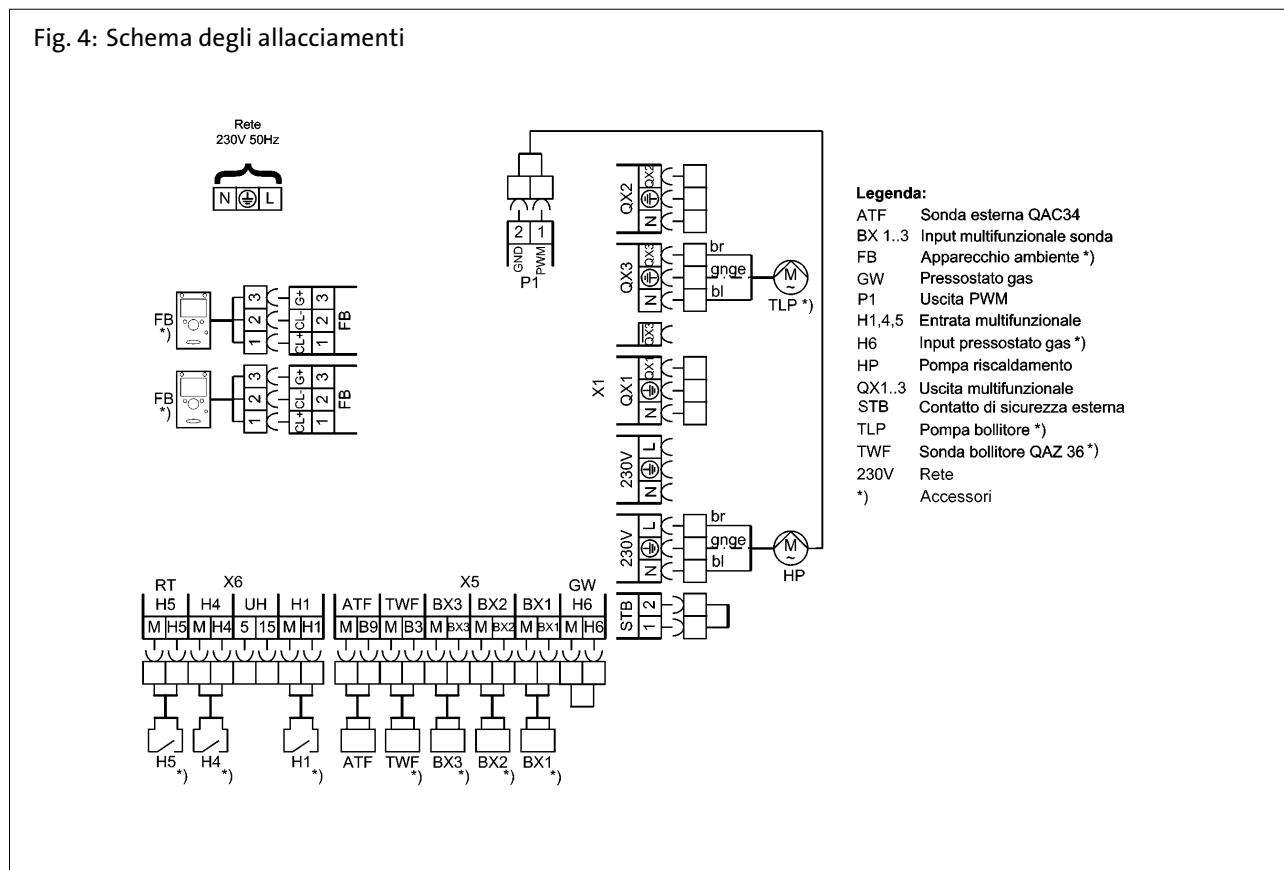 Fig. 4: Schema degli allacciamenti
Rete
230V 50Hz
N L
2 1
GND PWM
P1
FB
*)
3 G+ 3
2 CL- 2
1 CL+ 1
FB
FB
*)
3 G+ 3
2 CL- 2
1 CL+ 1
FB
X1
QX2 QX2
N
QX3 QX3 br
gnge
N bl
M
~
TLP *)
QX3
QX1 QX1
N
230V L
N
230V L br
gnge
N bl
M
~
HP
STB 2
1
Legenda:
ATF Sonda esterna QAC34
BX 1..3 Input multifunzionale sonda
FB Apparecchio ambiente *)
GW Pressostato gas
P1 Uscita PWM
H1,4,5 Entrata multifunzionale
H6 Input pressostato gas *)
HP Pompa riscaldamento
QX1..3 Uscita multifunzionale
STB Contatto di sicurezza esterna
TLP Pompa bollitore *)
TWF Sonda bollitore QAZ 36 *)
230V Rete
*) Accessori
RT X6 X5 GW
H5 H4 UH H1 ATF TWF BX3 BX2 BX1 H6
M H5 M H4 5 15 M H1 M B9 M B3 M BX3 M BX2 M BX1 M H6
H5 *) H4 *) H1 *) ATF TWF *) BX3 *) BX2 *) BX1 *)